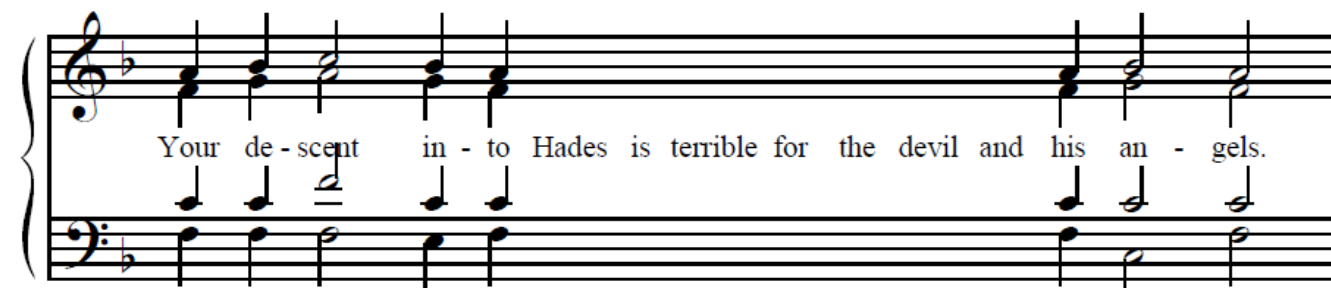 Your de - scent in - to Hades is terrible for the devil and his an - gels.